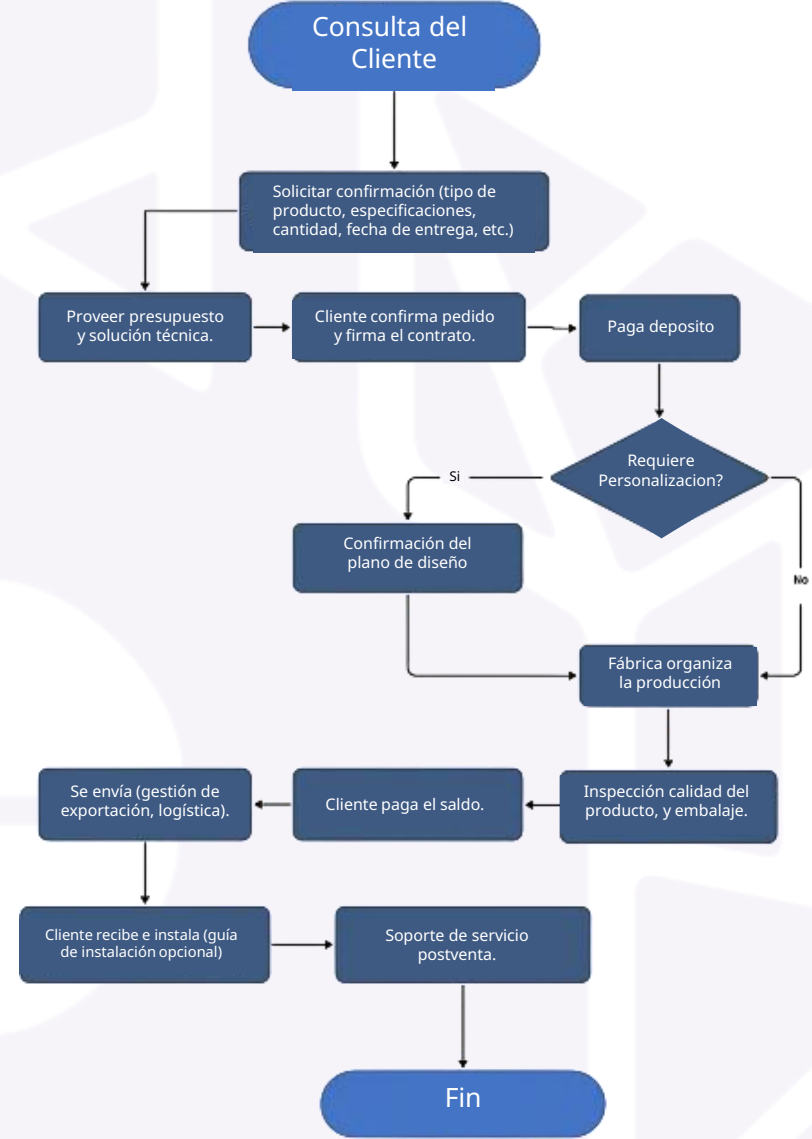 Consulta del
Cliente
Solicitar confirmación (tipo de
producto, especificaciones,
cantidad, fecha de entrega, etc.)
Proveer presupuesto
y solución técnica.
Cliente confirma pedido
y firma el contrato.
Paga deposito
Requiere
Personalizacion?
Si
Confirmación del
plano de diseño
No
Fábrica organiza
la producción
Se envía (gestión de
exportación, logística).
Cliente paga el saldo.
Inspección calidad del
producto, y embalaje.
Cliente recibe e instala (guía
de instalación opcional)
Soporte de servicio
postventa.
Fin